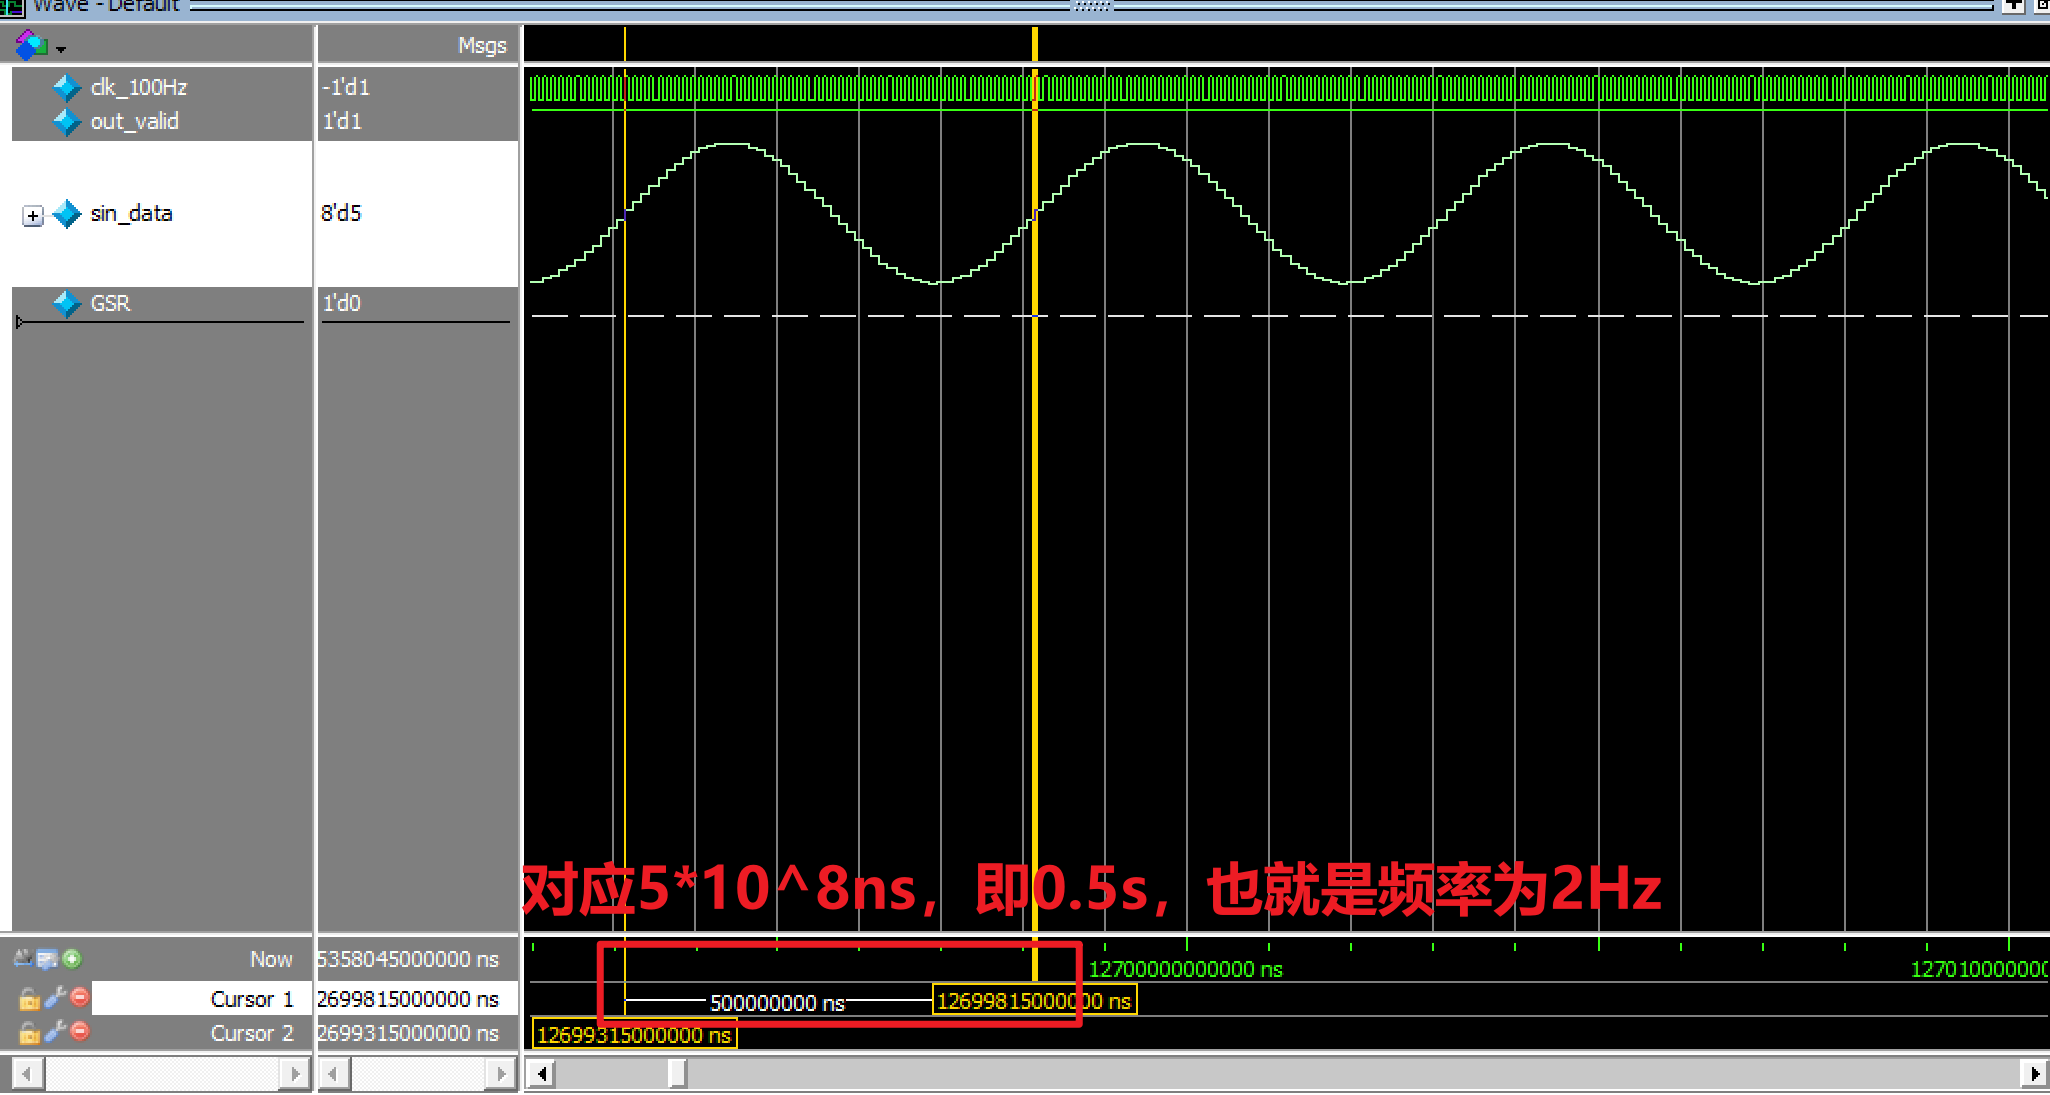 Wave - Default
Msgs
clk_100Hz -1'd1
out_valid 1'd1
sin_data 8'd5
GSR 1'd0
对应5*10^8ns，即0.5s，也就是频率为2Hz
Now 5358045000000 ns
12700000000000 ns
Cursor 1 2699815000000 ns
500000000 ns
12699815000000 ns
Cursor 2 2699315000000 ns
12699315000000 ns